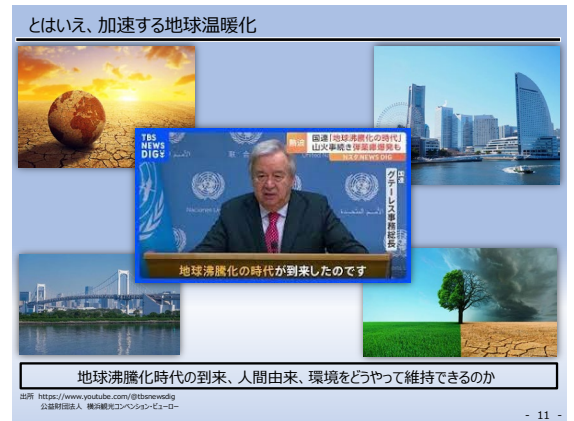 とはいえ、加速する地球温暖化
TBS
NEWS
DIG
熱波
国連「地球沸騰化の時代」
山火事続き弾薬庫爆発も
N.Y.P NEWS DIG
国連
グテーレス事務総長
地球沸騰化の時代が到来したのです
地球沸騰化時代の到来、人間由来、環境をどうやって維持できるのか
出所 https://www.youtube.com/@tbsnewsdig
公益財団法人 横浜観光コンベンション・ビューロー
- 11 -